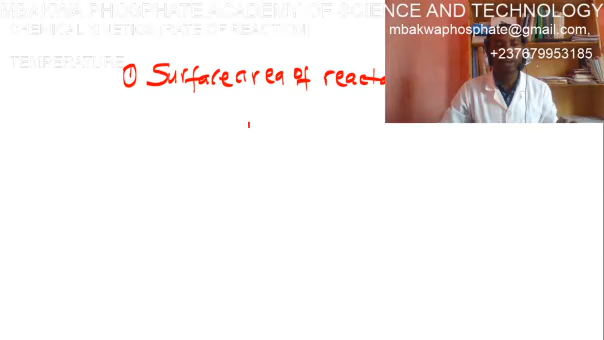 MBAKWA PHOSPHATE ACADEMY OF SCIENCE AND TECHNOLOGY
CHEMICAL KINETICS (RATE OF REACTION)
mbakwaphosphate@gmail.com,
+237679953185
TEMPERATURE
① Surface area of reacta